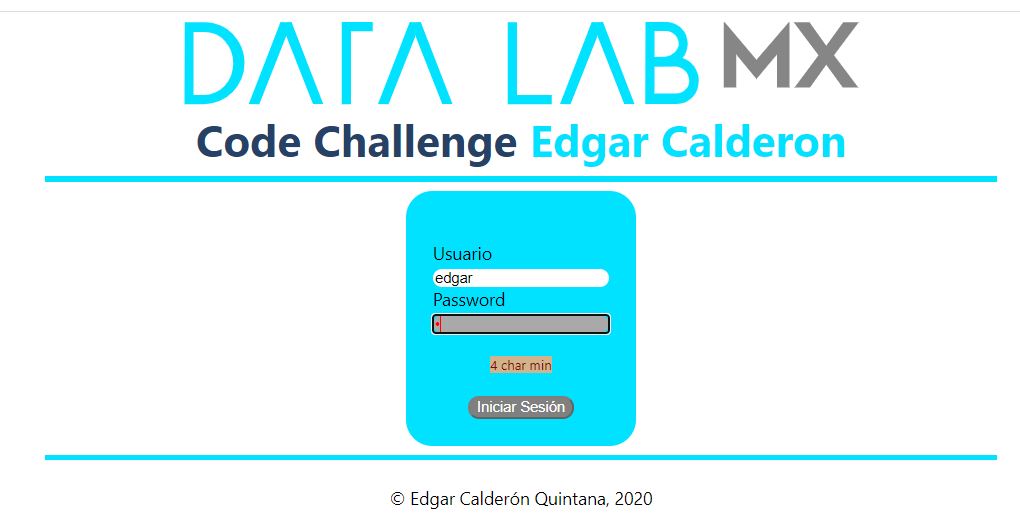 DATA LAB MX
Code Challenge Edgar Calderon
Usuario
edgar
Password
4 char min
Iniciar Sesión
© Edgar Calderón Quintana, 2020